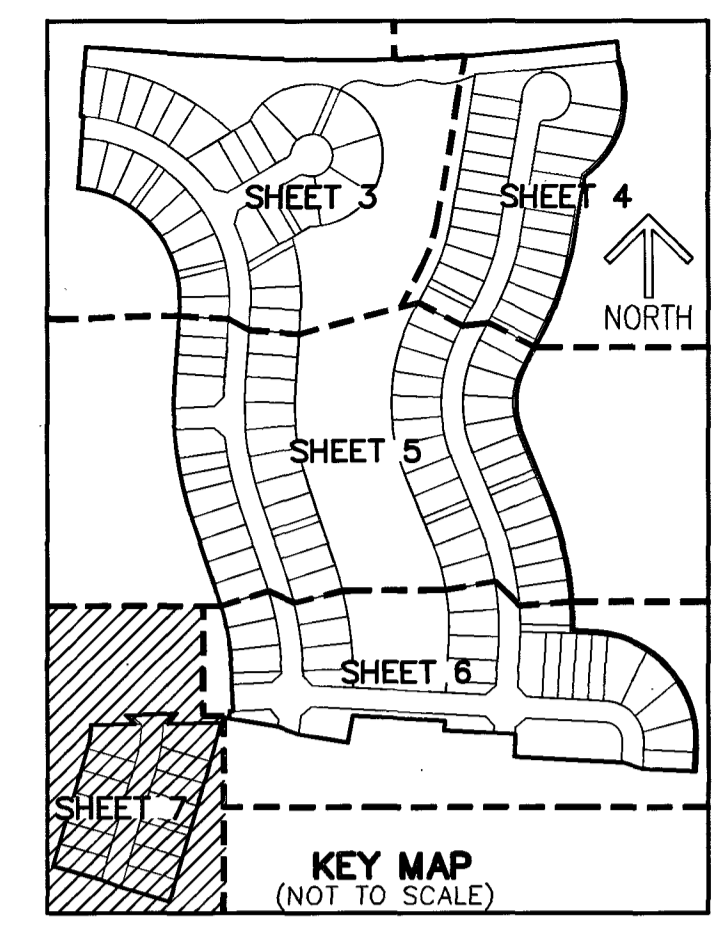 SHEET 3
SHEET 4
NORTH
SHEET 5
SHEET 6
SHEET 7
KEY MAP
(NOT TO SCALE)